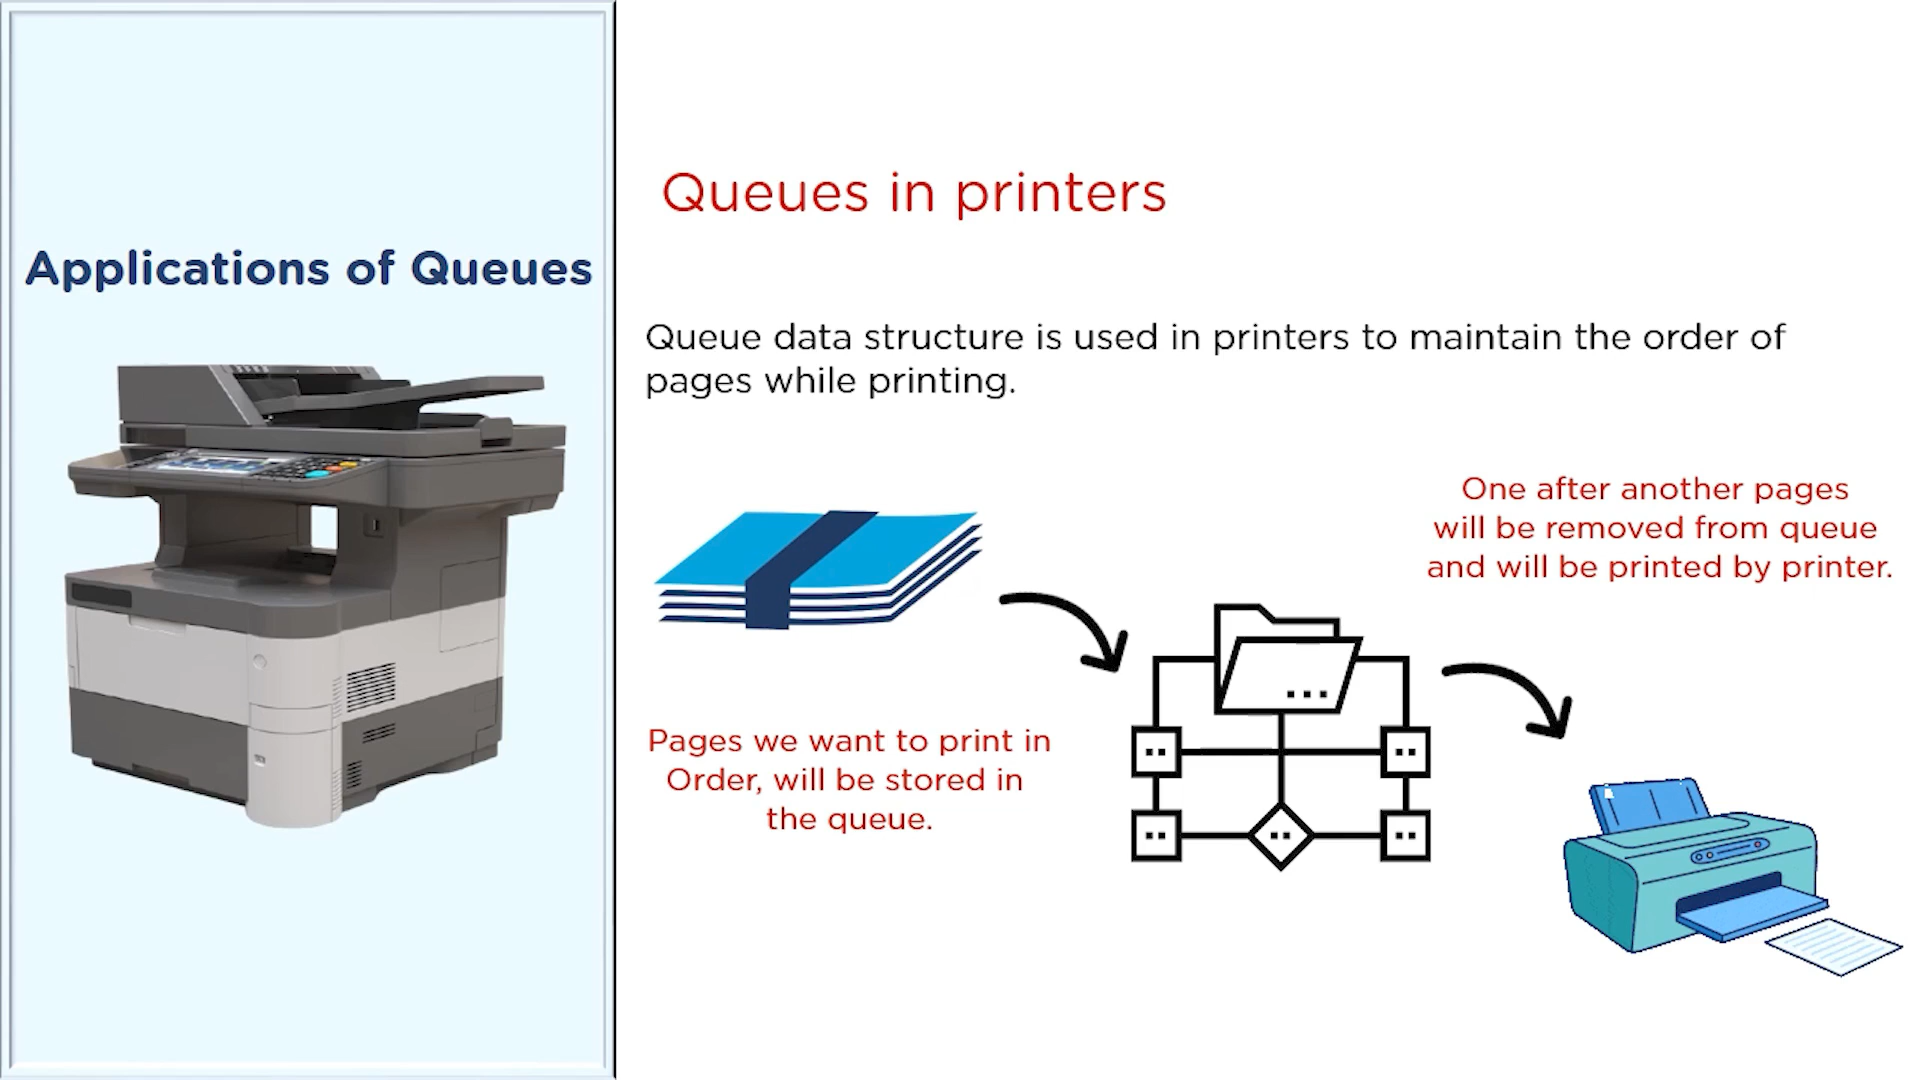 Applications of Queues
Queues in printers
Queue data structure is used in printers to maintain the order of
pages while printing.
One after another pages
will be removed from queue
and will be printed by printer.
Pages we want to print in
Order, will be stored in
the queue.